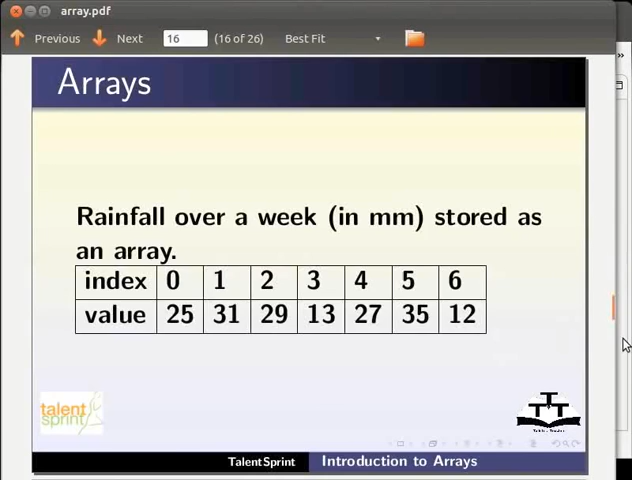 array.pdf
Previous Next 16 (16 of 26) Best Fit
Arrays
Rainfall over a week (in mm) stored as
an array.
index 0 1 2 3 4 5 6
value 25 31 29 13 27 35 12
talent
sprint
TTT
TalentSprint Introduction to Arrays